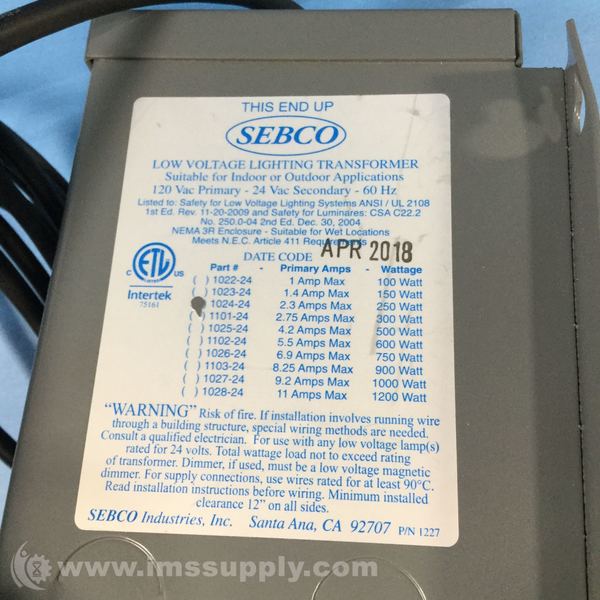 THIS END UP
SEBCO
LOW VOLTAGE LIGHTING TRANSFORMER
Suitable for Indoor or Outdoor Applications
120 Vac Primary - 24 Vac Secondary - 60 Hz
Listed to: Safety for Low Voltage Lighting Systems ANSI / UL 2108
1st Ed. Rev. 11-20-2009 and Safety for Luminares: CSA C22.2
No. 250.0-04 2nd Ed. Dec. 30, 2004
NEMA 3R Enclosure - Suitable for Wet Locations
Meets N.E.C. Article 411 Requirements
DATE CODE APR 2018
C ETL US
LISTED
Intertek
75161
Part # - Primary Amps - Wattage
( ) 1022-24 1 Amp Max 100 Watt
( ) 1023-24 1.4 Amp Max 150 Watt
1024-24 2.3 Amps Max 250 Watt
( ) 1101-24 2.75 Amps Max 300 Watt
( ) 1025-24 4.2 Amps Max 500 Watt
( ) 1102-24 5.5 Amps Max 600 Watt
( ) 1026-24 6.9 Amps Max 750 Watt
( ) 1103-24 8.25 Amps Max 900 Watt
( ) 1027-24 9.2 Amps Max 1000 Watt
( ) 1028-24 11 Amps Max 1200 Watt
"WARNING" Risk of fire. If installation involves running wire
through a building structure, special wiring methods are needed.
Consult a qualified electrician. For use with any low voltage lamp(s)
rated for 24 volts. Total wattage load not to exceed rating
of transformer. Dimmer, if used, must be a low voltage magnetic
dimmer. For supply connections, use wires rated for at least 90°C.
Read installation instructions before wiring. Minimum installed
clearance 12" on all sides.
SEBCO Industries, Inc. Santa Ana, CA 92707 P/N 1227
www.imssupply.com